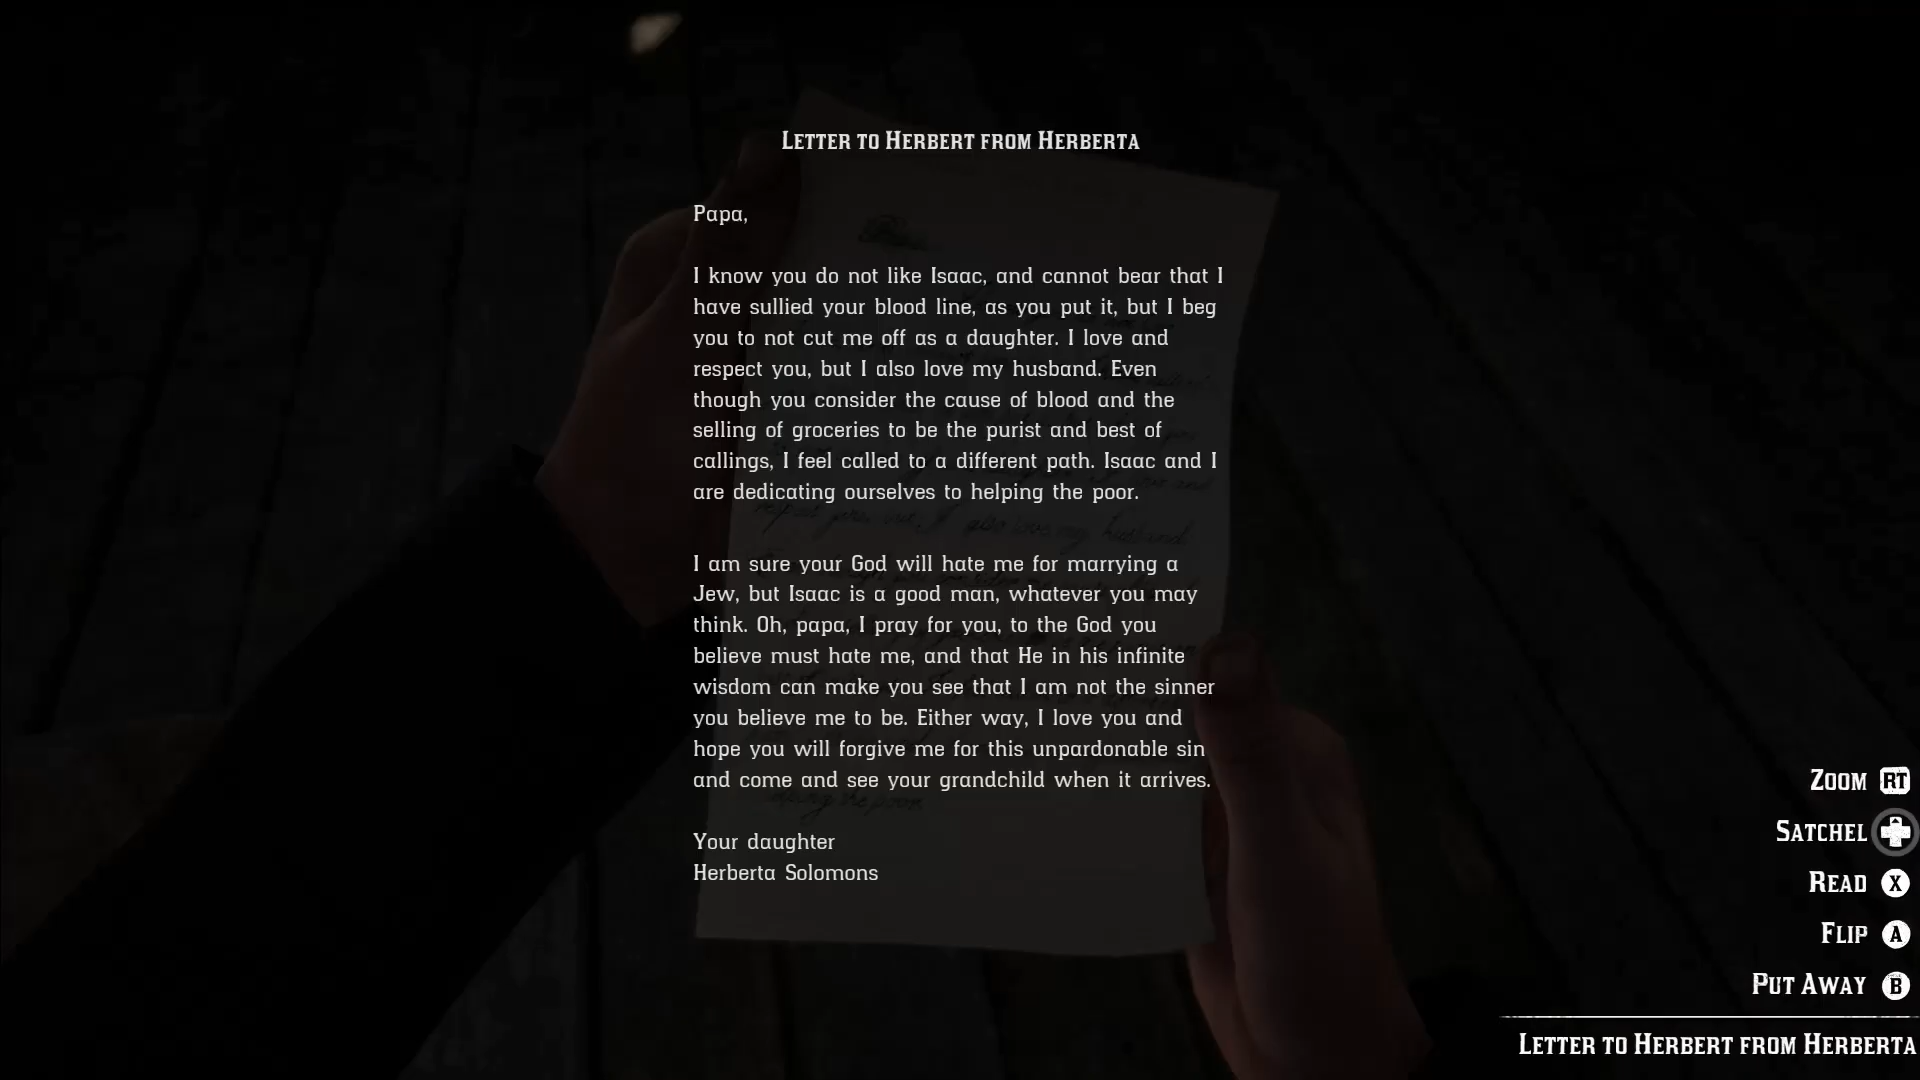 Letter to Herbert from Herberta
Papa,
I know you do not like Isaac, and cannot bear that I
have sullied your blood line, as you put it, but I beg
you to not cut me off as a daughter. I love and
respect you, but I also love my husband. Even
though you consider the cause of blood and the
selling of groceries to be the purist and best of
callings, I feel called to a different path. Isaac and I
are dedicating ourselves to helping the poor.
I am sure your God will hate me for marrying a
Jew, but Isaac is a good man, whatever you may
think. Oh, papa, I pray for you, to the God you
believe must hate me, and that He in his infinite
wisdom can make you see that I am not the sinner
you believe me to be. Either way, I love you and
hope you will forgive me for this unpardonable sin
and come and see your grandchild when it arrives.
Your daughter
Herberta Solomons
Zoom RT
Satchel
Read X
Flip A
Put Away B
Letter to Herbert from Herberta